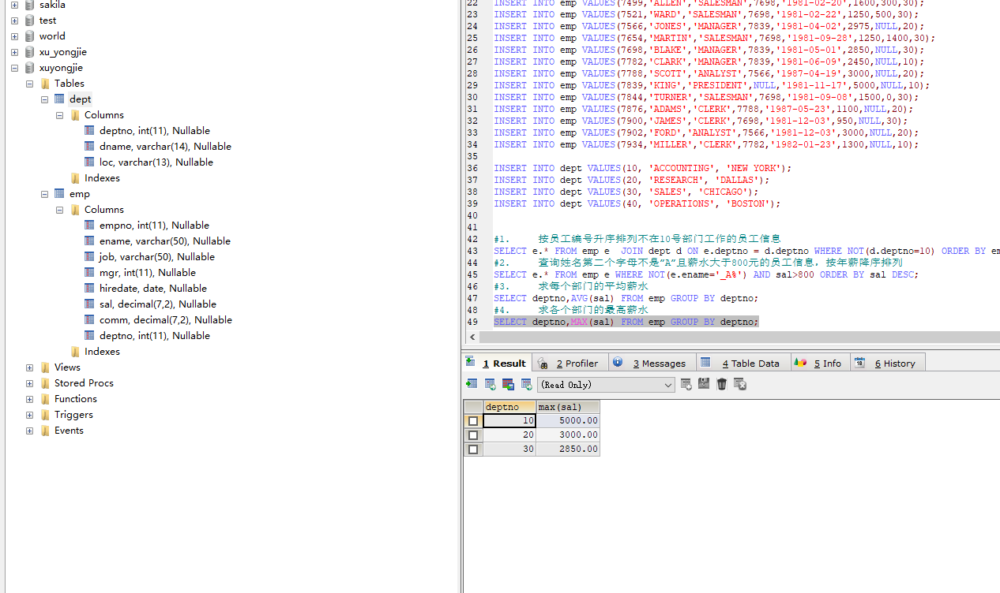 sakila
test
world
xu_yongjie
xuyongjie
Tables
dept
Columns
deptno, int(11), Nullable
dname, varchar(14), Nullable
loc, varchar(13), Nullable
Indexes
emp
Columns
empno, int(11), Nullable
ename, varchar(50), Nullable
job, varchar(50), Nullable
mgr, int(11), Nullable
hiredate, date, Nullable
sal, decimal(7,2), Nullable
comm, decimal(7,2), Nullable
deptno, int(11), Nullable
Indexes
Views
Stored Procs
Functions
Triggers
Events
22 INSERT INTO emp VALUES(7499,'ALLEN','SALESMAN',7698,'1981-02-20',1600,300,30);
23 INSERT INTO emp VALUES(7521,'WARD','SALESMAN',7698,'1981-02-22',1250,500,30);
24 INSERT INTO emp VALUES(7566,'JONES','MANAGER',7839,'1981-04-02',2975,NULL,20);
25 INSERT INTO emp VALUES(7654,'MARTIN','SALESMAN',7698,'1981-09-28',1250,1400,30);
26 INSERT INTO emp VALUES(7698,'BLAKE','MANAGER',7839,'1981-05-01',2850,NULL,30);
27 INSERT INTO emp VALUES(7782,'CLARK','MANAGER',7839,'1981-06-09',2450,NULL,10);
28 INSERT INTO emp VALUES(7788,'SCOTT','ANALYST',7566,'1987-04-19',3000,NULL,20);
29 INSERT INTO emp VALUES(7839,'KING','PRESIDENT',NULL,'1981-11-17',5000,NULL,10);
30 INSERT INTO emp VALUES(7844,'TURNER','SALESMAN',7698,'1981-09-08',1500,0,30);
31 INSERT INTO emp VALUES(7876,'ADAMS','CLERK',7788,'1987-05-23',1100,NULL,20);
32 INSERT INTO emp VALUES(7900,'JAMES','CLERK',7698,'1981-12-03',950,NULL,30);
33 INSERT INTO emp VALUES(7902,'FORD','ANALYST',7566,'1981-12-03',3000,NULL,20);
34 INSERT INTO emp VALUES(7934,'MILLER','CLERK',7782,'1982-01-23',1300,NULL,10);
35
36 INSERT INTO dept VALUES(10, 'ACCOUNTING', 'NEW YORK');
37 INSERT INTO dept VALUES(20, 'RESEARCH', 'DALLAS');
38 INSERT INTO dept VALUES(30, 'SALES', 'CHICAGO');
39 INSERT INTO dept VALUES(40, 'OPERATIONS', 'BOSTON');
40
41
42 #1. 按员工编号升序排列不在10号部门工作的员工信息
43 SELECT e.* FROM emp e JOIN dept d ON e.deptno = d.deptno WHERE NOT(d.deptno=10) ORDER BY em
44 #2. 查询姓名第二个字母不是”A”且薪水大于800元的员工信息, 按年薪降序排列
45 SELECT e.* FROM emp e WHERE NOT(e.ename='_A%') AND sal>800 ORDER BY sal DESC;
46 #3. 求每个部门的平均薪水
47 SELECT deptno,AVG(sal) FROM emp GROUP BY deptno;
48 #4. 求各个部门的最高薪水
49 SELECT deptno,MAX(sal) FROM emp GROUP BY deptno;
1 Result 2 Profiler 3 Messages 4 Table Data 5 Info 6 History
(Read Only)
deptno max(sal)
10 5000.00
20 3000.00
30 2850.00